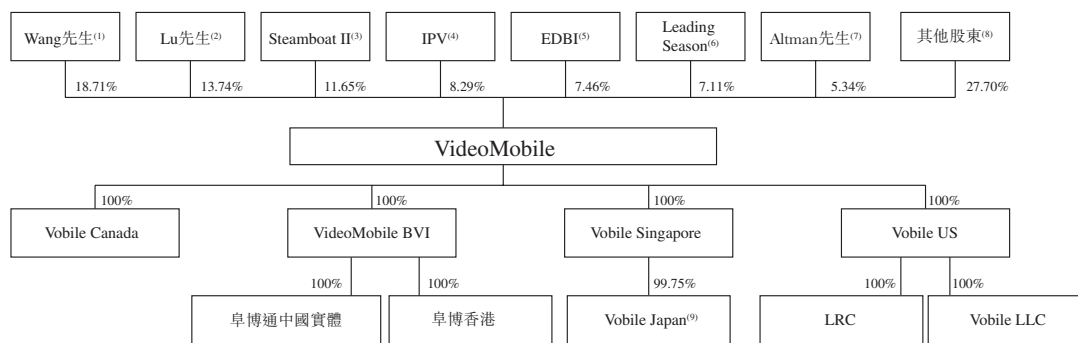 Wang先生(1)
Lu先生(2)
Steamboat II(3)
IPV(4)
EDBI(5)
Leading
Season(6)
Altman先生(7)
其他股東(8)
18.71%
13.74%
11.65%
8.29%
7.46%
7.11%
5.34%
27.70%
VideoMobile
100%
100%
100%
100%
Vobile Canada
VideoMobile BVI
Vobile Singapore
Vobile US
100%
100%
99.75%
100%
100%
阜博通中國實體
阜博香港
Vobile Japan(9)
LRC
Vobile LLC